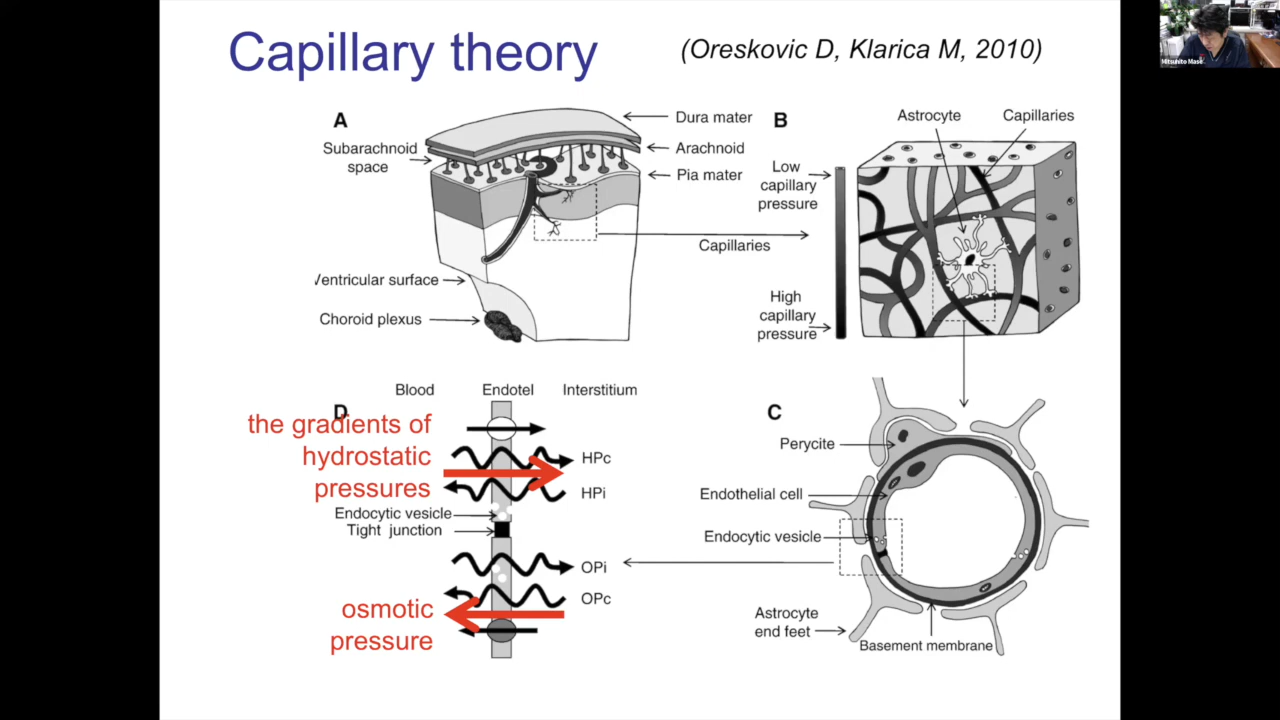 Capillary theory
(Oreskovic D, Klarica M, 2010)
Mitsuhito Mase
A
Subarachnoid
space
Dura mater
Arachnoid
Pia mater
Capillaries
Ventricular surface
Choroid plexus
B
Astrocyte
Capillaries
Low
capillary
pressure
High
capillary
pressure
Blood
Endotel
Interstitium
D
the gradients of
hydrostatic
pressures
HPc
HPi
Endocytic vesicle
Tight junction
OPi
OPc
osmotic
pressure
C
Perycite
Endothelial cell
Endocytic vesicle
Astrocyte
end feet
Basement membrane